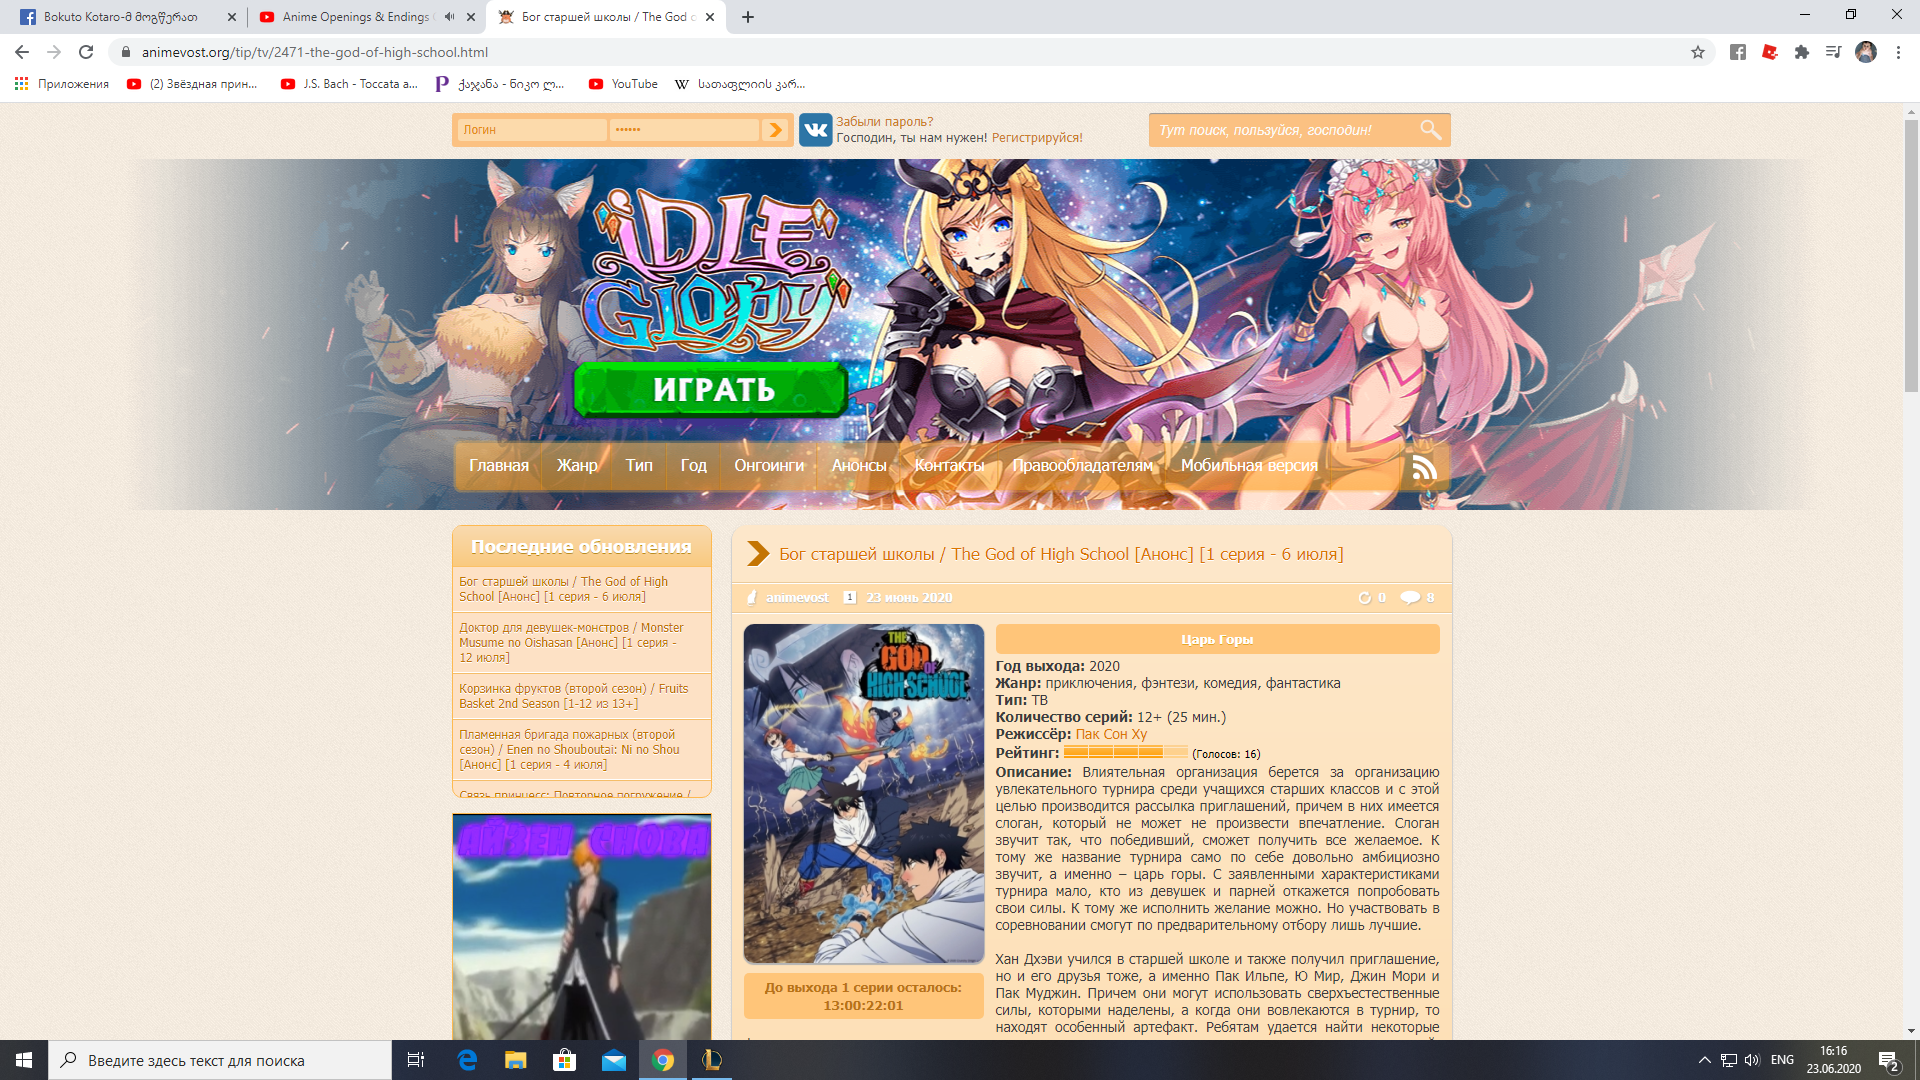 Bokuto Kotaro-მ მოგწერათ
Anime Openings & Endings
Бог старшей школы / The God o
animevost.org/tip/tv/2471-the-god-of-high-school.html
Приложения
(2) Звёздная прин...
J.S. Bach - Toccata a...
ქაჯანა - ნიკო ლ...
YouTube
W სათაფლიის კარ...
Логин
Забыли пароль?
Господин, ты нам нужен! Регистрируйся!
Тут поиск, пользуйся, господин!
IDLE
GLORY
ИГРАТЬ
Главная
Жанр
Тип
Год
Онгоинги
Анонсы
Контакты
Правообладателям
Мобильная версия
Последние обновления
Бог старшей школы / The God of High
School [Анонс] [1 серия - 6 июля]
Доктор для девушек-монстров / Monster
Musume no Oishasan [Анонс] [1 серия -
12 июля]
Корзинка фруктов (второй сезон) / Fruits
Basket 2nd Season [1-12 из 13+]
Пламенная бригада пожарных (второй
сезон) / Enen no Shouboutai: Ni no Shou
[Анонс] [1 серия - 4 июля]
Связь принцесс: Повторное погружение /
АЙЗЕН СНОВА
Бог старшей школы / The God of High School [Анонс] [1 серия - 6 июля]
animevost
1
23 июнь 2020
0
8
THE
GOD OF
HIGH SCHOOL
До выхода 1 серии осталось:
13:00:22:01
Царь Горы
Год выхода: 2020
Жанр: приключения, фэнтези, комедия, фантастика
Тип: ТВ
Количество серий: 12+ (25 мин.)
Режиссёр: Пак Сон Ху
Рейтинг: (Голосов: 16)
Описание: Влиятельная организация берется за организацию
увлекательного турнира среди учащихся старших классов и с этой
целью производится рассылка приглашений, причем в них имеется
слоган, который не может не произвести впечатление. Слоган
звучит так, что победивший, сможет получить все желаемое. К
тому же название турнира само по себе довольно амбициозно
звучит, а именно – царь горы. С заявленными характеристиками
турнира мало, кто из девушек и парней откажется попробовать
свои силы. К тому же исполнить желание можно. Но участвовать в
соревновании смогут по предварительному отбору лишь лучшие.
Хан Дхэви учился в старшей школе и также получил приглашение,
но и его друзья тоже, а именно Пак Ильпе, Ю Мир, Джин Мори и
Пак Муджин. Причем они могут использовать сверхъестественные
силы, которыми наделены, а когда они вовлекаются в турнир, то
находят особенный артефакт. Ребятам удается найти некоторые
Введите здесь текст для поиска
ENG
16:16
23.06.2020
2